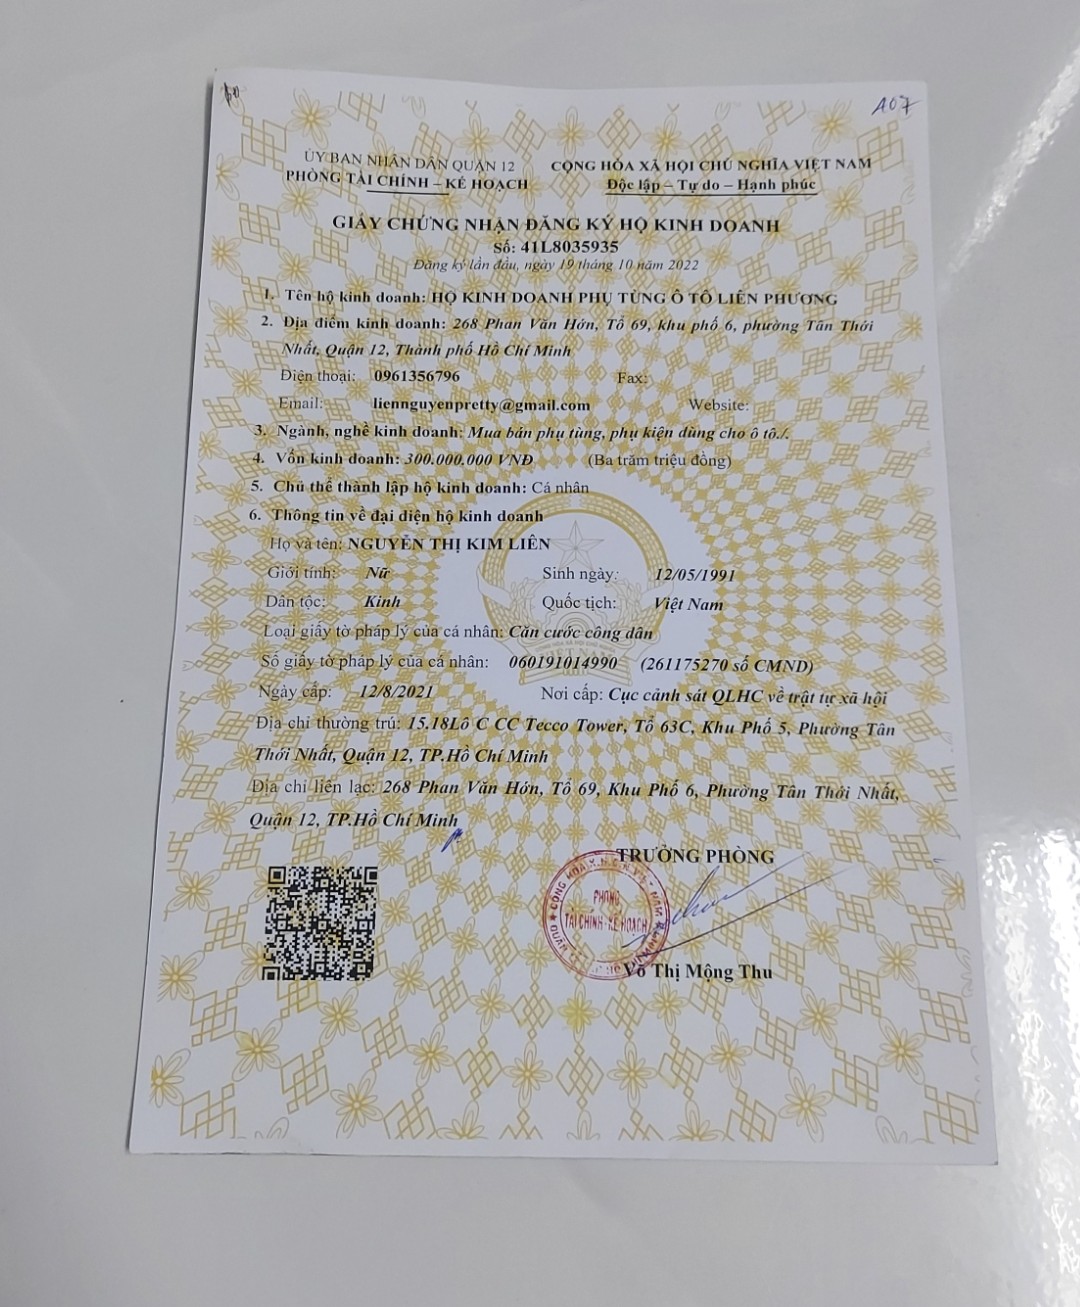 A07
ỦY BAN NHÂN DÂN QUẬN 12
PHÒNG TÀI CHÍNH – KẾ HOẠCH
CỘNG HÒA XÃ HỘI CHỦ NGHĨA VIỆT NAM
Độc lập – Tự do – Hạnh phúc
GIẤY CHỨNG NHẬN ĐĂNG KÝ HỘ KINH DOANH
Số: 41L8035935
Đăng ký lần đầu, ngày 19 tháng 10 năm 2022
1. Tên hộ kinh doanh: HỘ KINH DOANH PHỤ TÙNG Ô TÔ LIÊN PHƯƠNG
2. Địa điểm kinh doanh: 268 Phan Văn Hớn, Tổ 69, khu phố 6, phường Tân Thới
Nhất, Quận 12, Thành phố Hồ Chí Minh
Điện thoại: 0961356796 Fax:
Email: liennguyenpretty@gmail.com Website:
3. Ngành, nghề kinh doanh: Mua bán phụ tùng, phụ kiện dùng cho ô tô./.
4. Vốn kinh doanh: 300.000.000 VNĐ (Ba trăm triệu đồng)
5. Chủ thể thành lập hộ kinh doanh: Cá nhân
6. Thông tin về đại diện hộ kinh doanh
Họ và tên: NGUYỄN THỊ KIM LIÊN
Giới tính: Nữ Sinh ngày: 12/05/1991
Dân tộc: Kinh Quốc tịch: Việt Nam
Loại giấy tờ pháp lý của cá nhân: Căn cước công dân
Số giấy tờ pháp lý của cá nhân: 060191014990 (261175270 số CMND)
Ngày cấp: 12/8/2021 Nơi cấp: Cục cảnh sát QLHC về trật tự xã hội
Địa chỉ thường trú: 15.18Lô C CC Tecco Tower, Tổ 63C, Khu Phố 5, Phường Tân
Thới Nhất, Quận 12, TP.Hồ Chí Minh
Địa chỉ liên lạc: 268 Phan Văn Hớn, Tổ 69, Khu Phố 6, Phường Tân Thới Nhất,
Quận 12, TP.Hồ Chí Minh
TRƯỞNG PHÒNG
PHÒNG
TÀI CHÍNH - KẾ HOẠCH
Võ Thị Mộng Thu